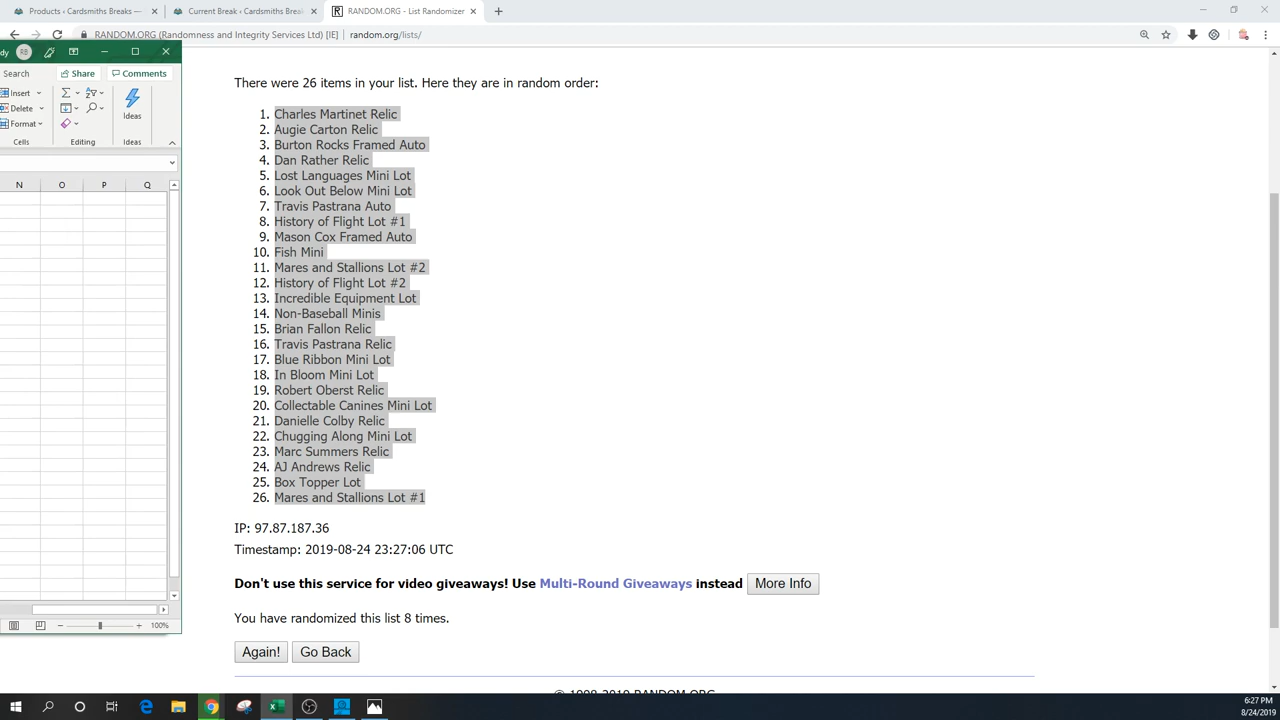 Products ‹ Cardsmiths Breaks —
Current Break ‹ Cardsmiths Break
RANDOM.ORG - List Randomizer
RANDOM.ORG (Randomness and Integrity Services Ltd) [IE]
random.org/lists/
dy
RB
Search
Share
Comments
Insert
Delete
Format
Ideas
Cells
Editing
Ideas
N O P Q
100%
There were 26 items in your list. Here they are in random order:
1. Charles Martinet Relic
2. Augie Carton Relic
3. Burton Rocks Framed Auto
4. Dan Rather Relic
5. Lost Languages Mini Lot
6. Look Out Below Mini Lot
7. Travis Pastrana Auto
8. History of Flight Lot #1
9. Mason Cox Framed Auto
10. Fish Mini
11. Mares and Stallions Lot #2
12. History of Flight Lot #2
13. Incredible Equipment Lot
14. Non-Baseball Minis
15. Brian Fallon Relic
16. Travis Pastrana Relic
17. Blue Ribbon Mini Lot
18. In Bloom Mini Lot
19. Robert Oberst Relic
20. Collectable Canines Mini Lot
21. Danielle Colby Relic
22. Chugging Along Mini Lot
23. Marc Summers Relic
24. AJ Andrews Relic
25. Box Topper Lot
26. Mares and Stallions Lot #1
IP: 97.87.187.36
Timestamp: 2019-08-24 23:27:06 UTC
Don't use this service for video giveaways! Use Multi-Round Giveaways instead More Info
You have randomized this list 8 times.
Again! Go Back
© 1998-2019 RANDOM.ORG
6:27 PM
8/24/2019